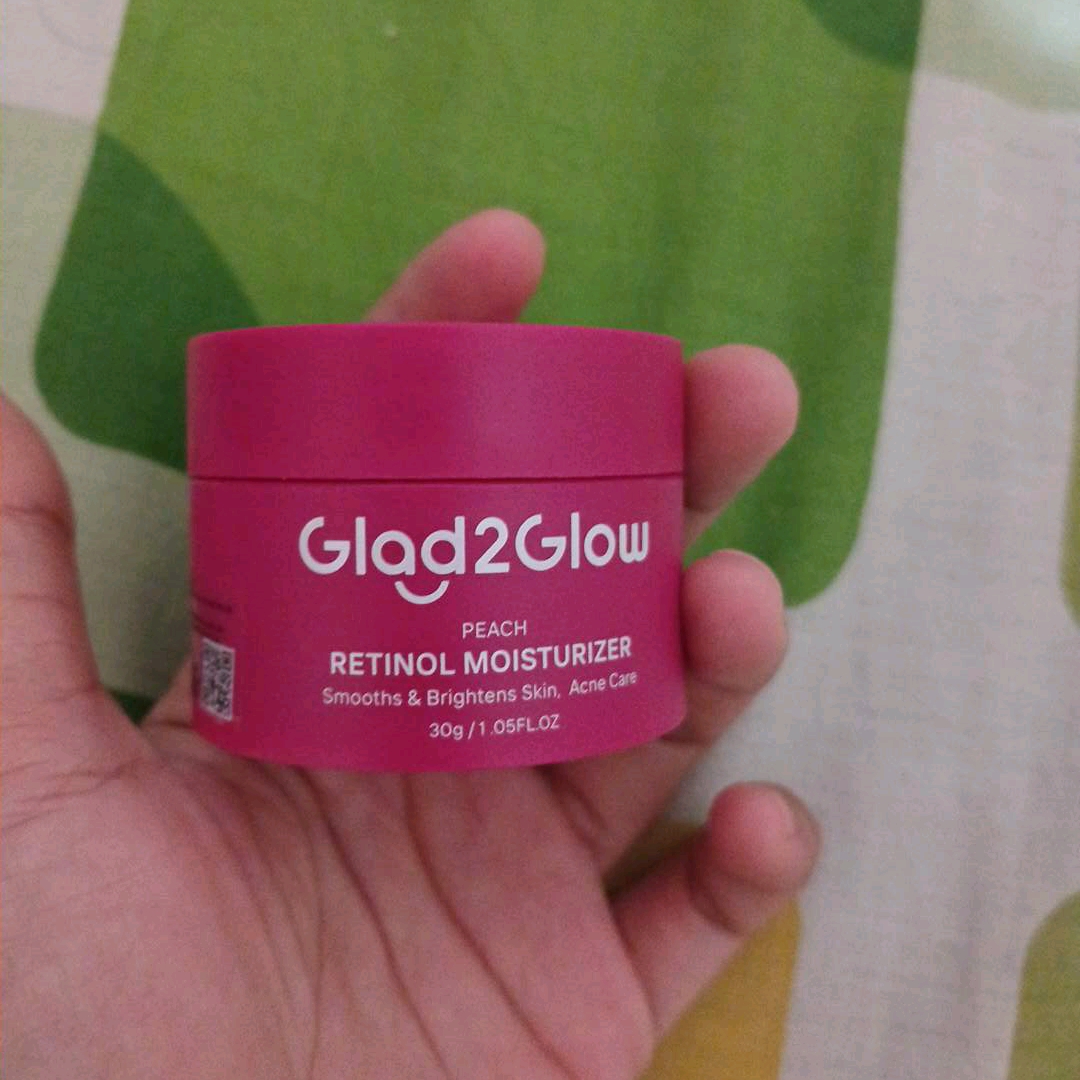 Glad2Glow
PEACH
RETINOL MOISTURIZER
Smooths & Brightens Skin, Acne Care
30g / 1.05FL.OZ